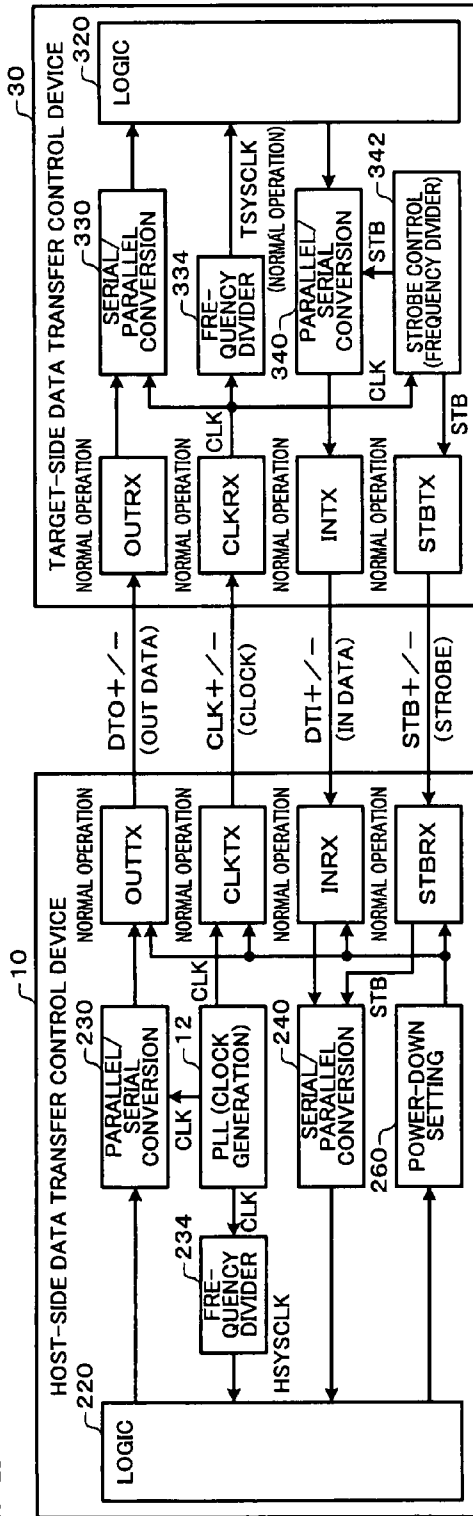 10
HOST-SIDE DATA TRANSFER CONTROL DEVICE
220
LOGIC
230
PARALLEL/
SERIAL
CONVERSION
CLK
12
PLL (CLOCK
GENERATION)
CLK
CLK
234
FRE-
QUENCY
DIVIDER
HSYSCLK
240
SERIAL/
PARALLEL
CONVERSION
STB
260
POWER-DOWN
SETTING
NORMAL OPERATION
OUTTX
NORMAL OPERATION
CLKTX
NORMAL OPERATION
INRX
NORMAL OPERATION
STBRX
DTO+/-
(OUT DATA)
CLK+/-
(CLOCK)
DTI+/-
(IN DATA)
STB+/-
(STROBE)
30
TARGET-SIDE DATA TRANSFER CONTROL DEVICE
NORMAL OPERATION
OUTRX
NORMAL OPERATION
CLKRX
NORMAL OPERATION
INTX
NORMAL OPERATION
STBTX
330
SERIAL/
PARALLEL
CONVERSION
CLK
334
FRE-
QUENCY
DIVIDER
TSYSCLK
(NORMAL OPERATION)
340
PARALLEL/
SERIAL
CONVERSION
CLK
STB
342
STROBE CONTROL
(FREQUENCY DIVIDER)
STB
320
LOGIC